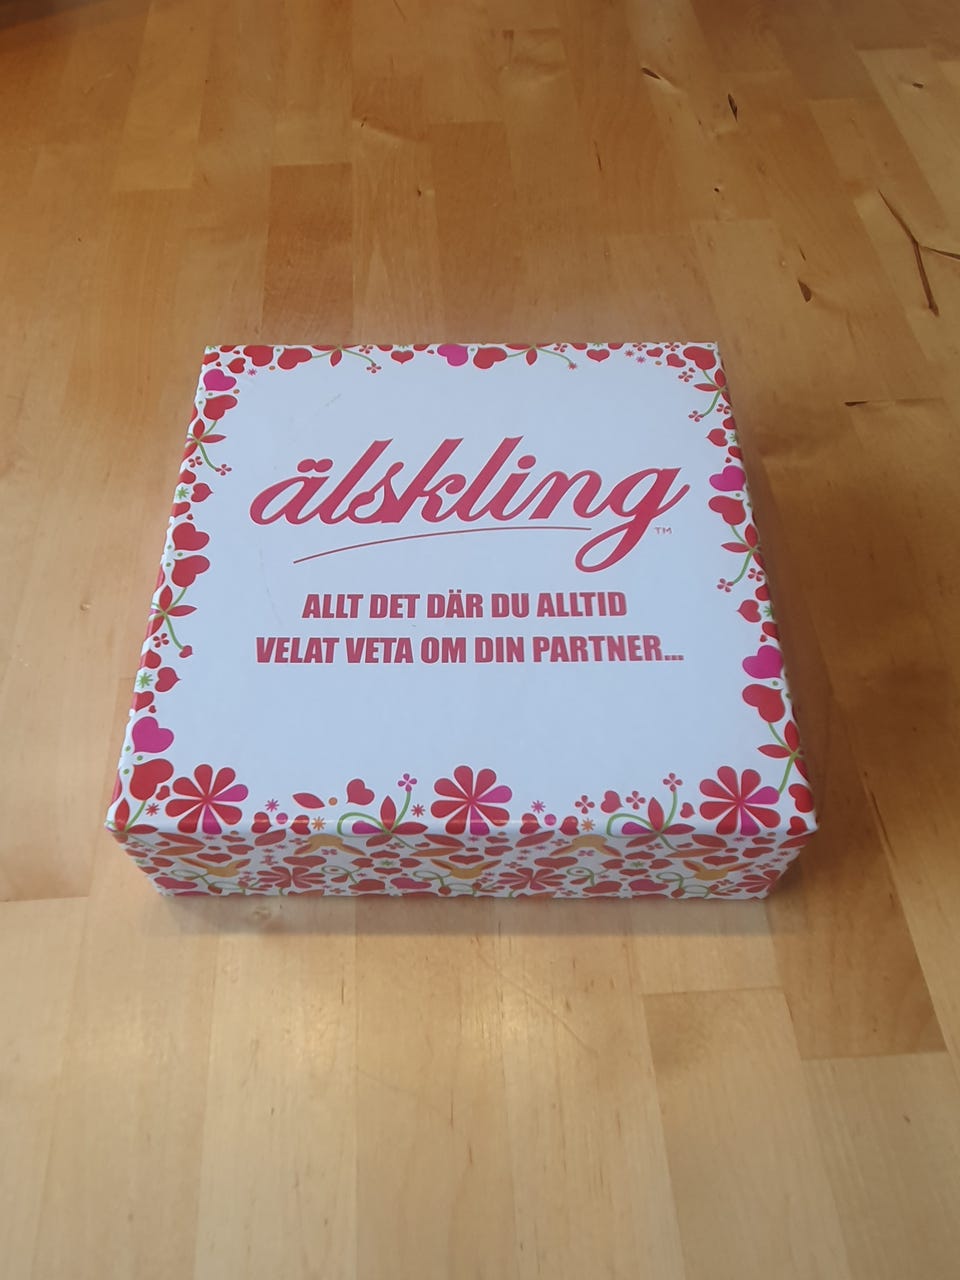 älskling™
ALLT DET DÄR DU ALLTID
VELAT VETA OM DIN PARTNER...